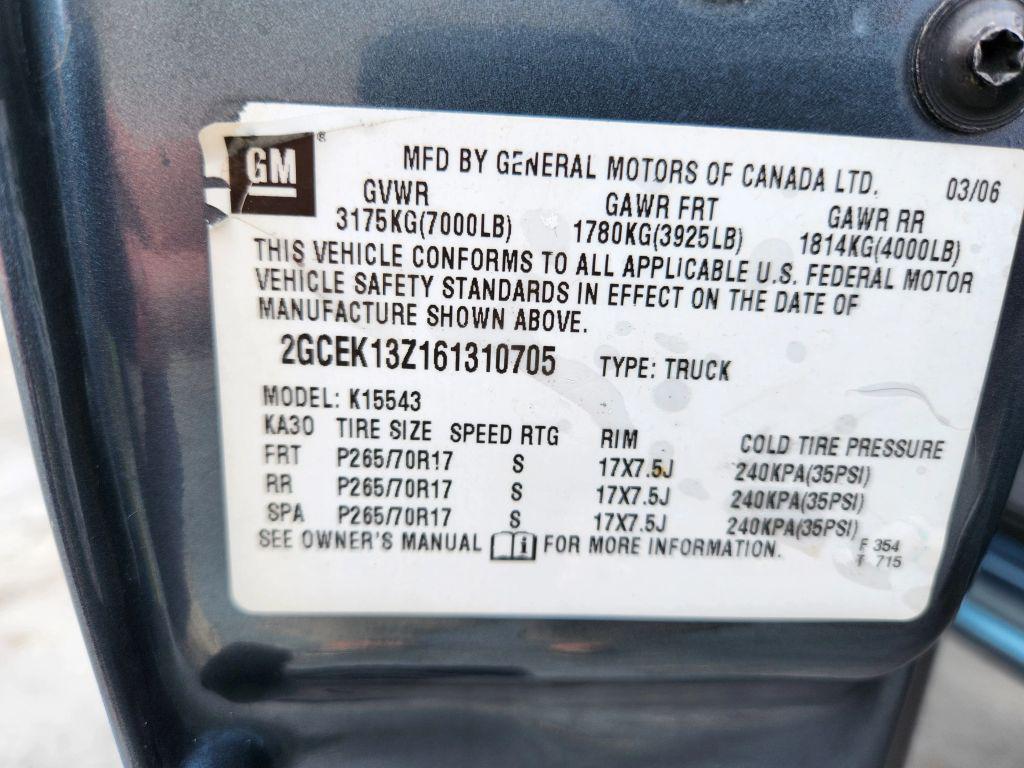 GM®
MFD BY GENERAL MOTORS OF CANADA LTD. 03/06
GVWR GAWR FRT GAWR RR
3175KG(7000LB) 1780KG(3925LB) 1814KG(4000LB)
THIS VEHICLE CONFORMS TO ALL APPLICABLE U.S. FEDERAL MOTOR
VEHICLE SAFETY STANDARDS IN EFFECT ON THE DATE OF
MANUFACTURE SHOWN ABOVE.
2GCEK13Z161310705 TYPE: TRUCK
MODEL: K15543
KA30 TIRE SIZE SPEED RTG RIM COLD TIRE PRESSURE
FRT P265/70R17 S 17X7.5J 240KPA(35PSI)
RR P265/70R17 S 17X7.5J 240KPA(35PSI)
SPA P265/70R17 S 17X7.5J 240KPA(35PSI)
SEE OWNER'S MANUAL i FOR MORE INFORMATION.
F 354
T 715